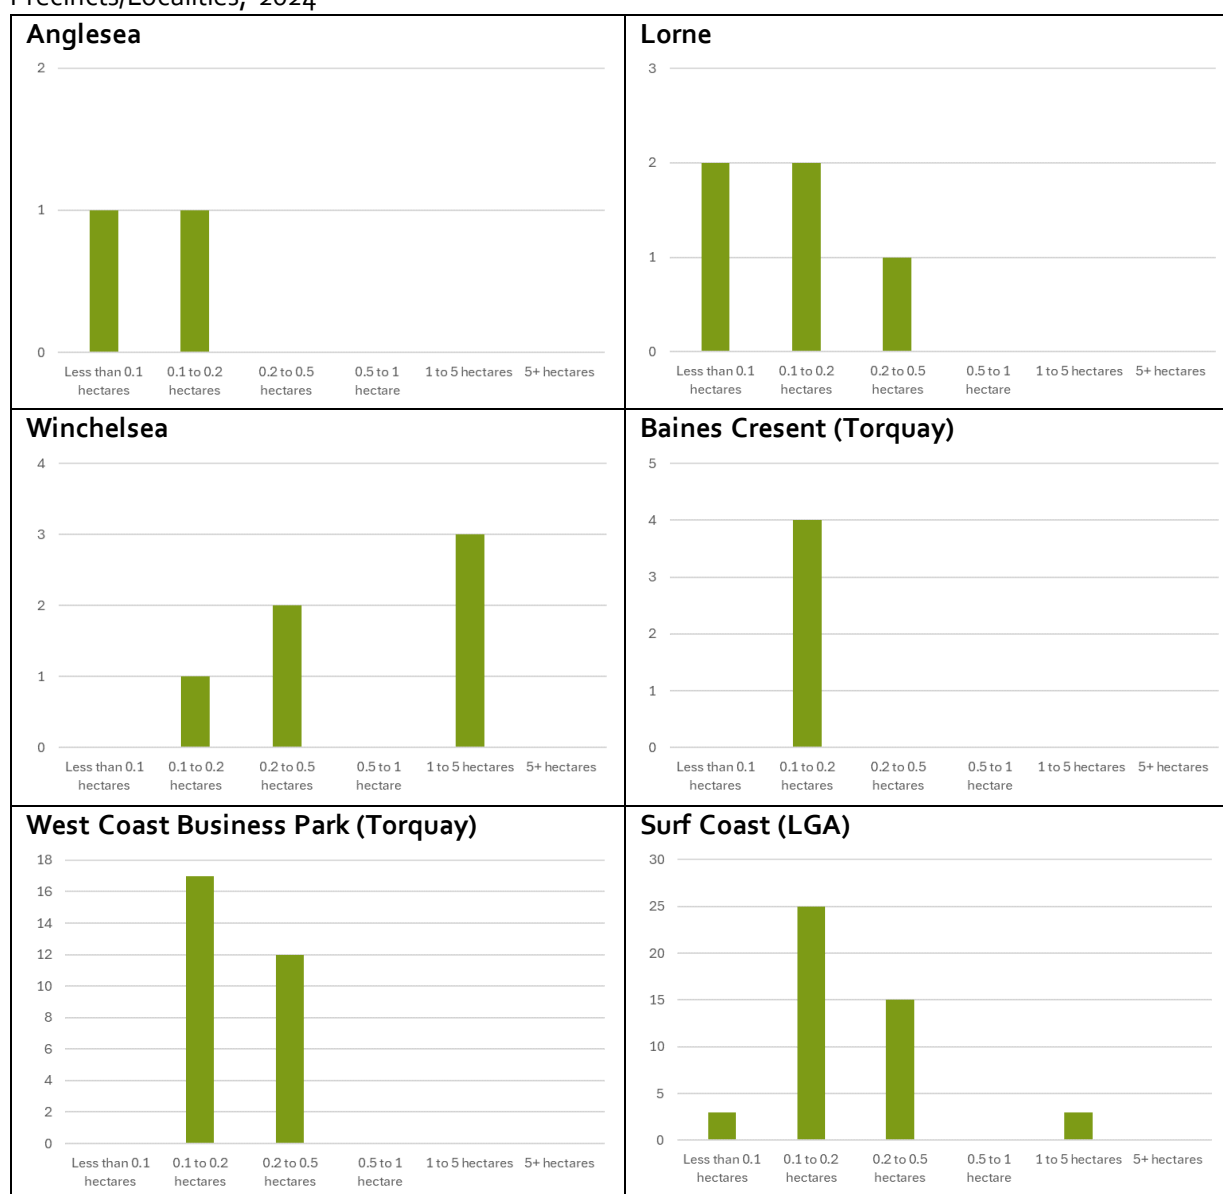 Precincts/Localities, 2024
Anglesea
2
1
0
Less than 0.1 hectares
0.1 to 0.2 hectares
0.2 to 0.5 hectares
0.5 to 1 hectare
1 to 5 hectares
5+ hectares
Lorne
3
2
1
0
Less than 0.1 hectares
0.1 to 0.2 hectares
0.2 to 0.5 hectares
0.5 to 1 hectare
1 to 5 hectares
5+ hectares
Winchelsea
4
3
2
1
0
Less than 0.1 hectares
0.1 to 0.2 hectares
0.2 to 0.5 hectares
0.5 to 1 hectare
1 to 5 hectares
5+ hectares
Baines Cresent (Torquay)
5
4
3
2
1
0
Less than 0.1 hectares
0.1 to 0.2 hectares
0.2 to 0.5 hectares
0.5 to 1 hectare
1 to 5 hectares
5+ hectares
West Coast Business Park (Torquay)
18
16
14
12
10
8
6
4
2
0
Less than 0.1 hectares
0.1 to 0.2 hectares
0.2 to 0.5 hectares
0.5 to 1 hectare
1 to 5 hectares
5+ hectares
Surf Coast (LGA)
30
25
20
15
10
5
0
Less than 0.1 hectares
0.1 to 0.2 hectares
0.2 to 0.5 hectares
0.5 to 1 hectare
1 to 5 hectares
5+ hectares